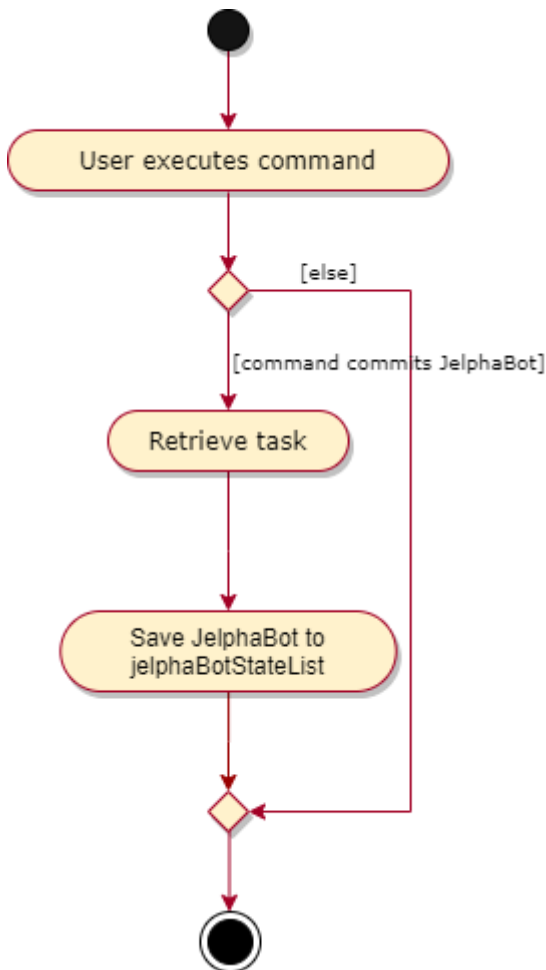 User executes command
[else]
[command commits JelphaBot]
Retrieve task
Save JelphaBot to
jelphaBotStateList